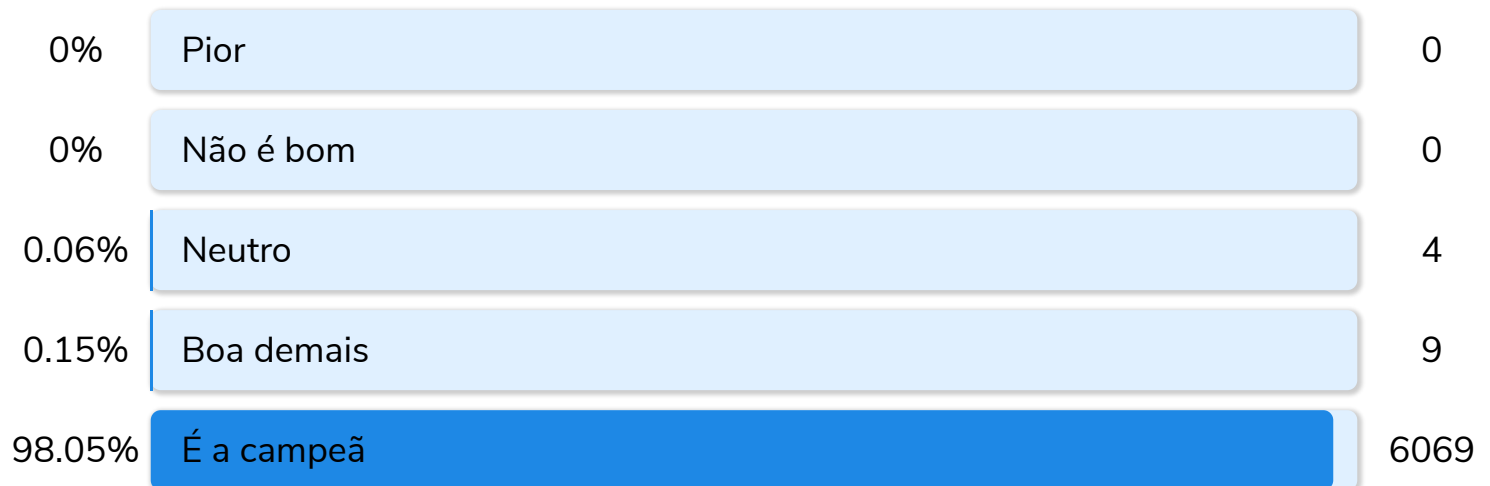 0% Pior 0
0% Não é bom 0
0.06% Neutro 4
0.15% Boa demais 9
98.05% É a campeã 6069